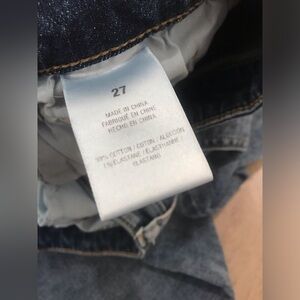 27
MADE IN CHINA
FABRIQUÉ EN CHINE
HECHO EN CHINA
99% COTTON / COTON / ALGODÓN
1% ELASTANE / ÉLASTHANNE
ELASTANO